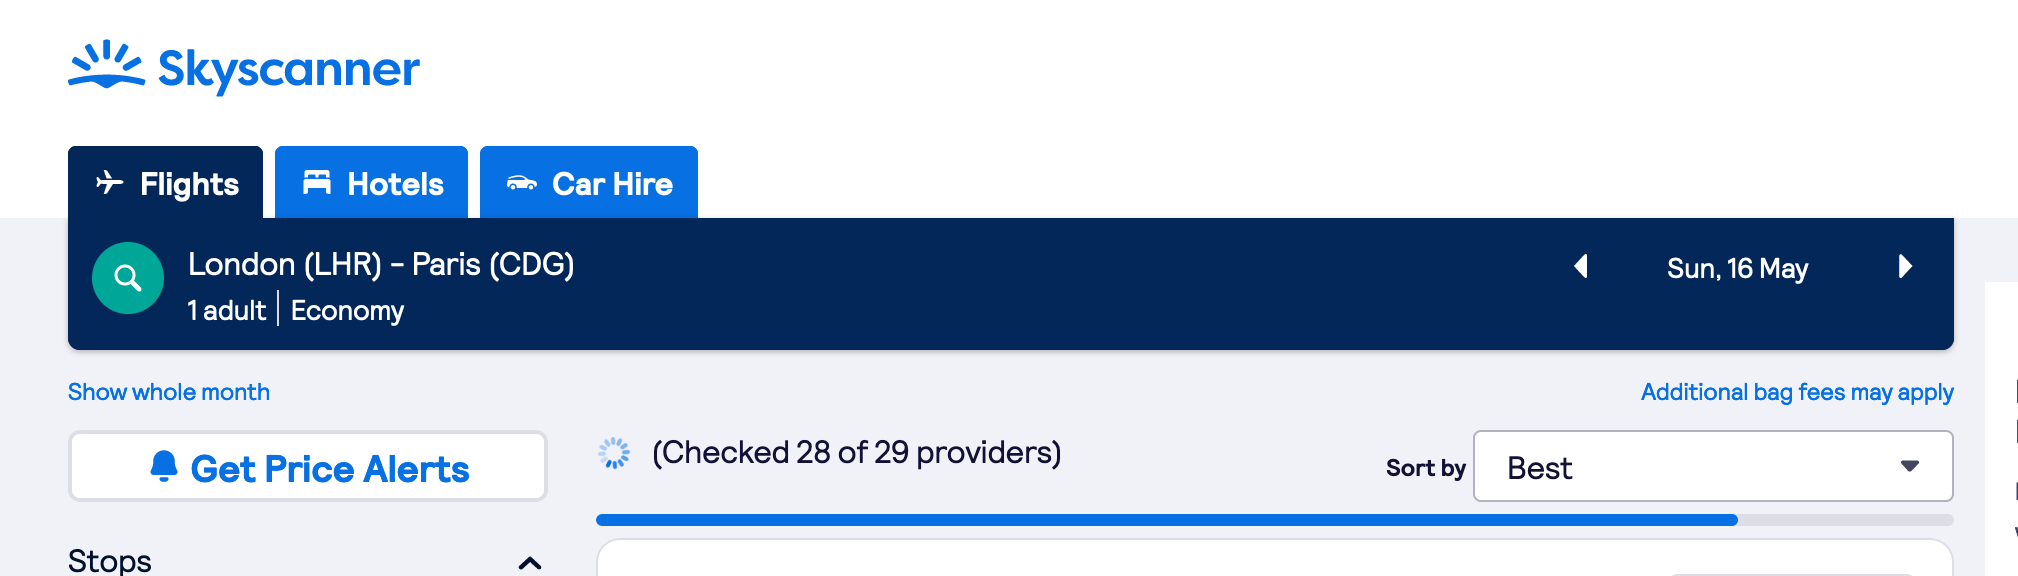 Skyscanner
Flights
Hotels
Car Hire
London (LHR) - Paris (CDG)
1 adult | Economy
Sun, 16 May
Show whole month
Additional bag fees may apply
Get Price Alerts
(Checked 28 of 29 providers)
Sort by
Best
Stops